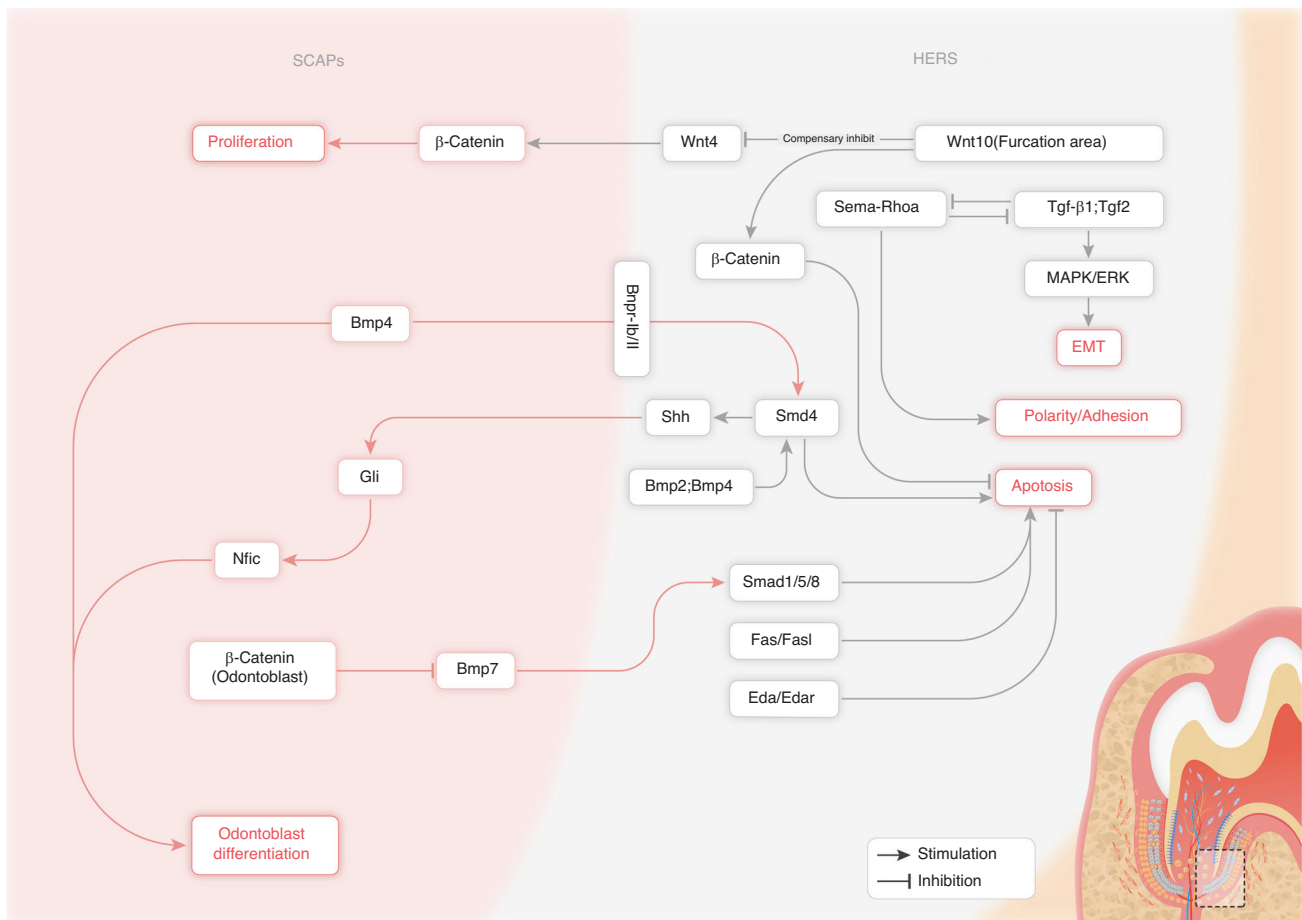 SCAPs
HERS
Proliferation
β-Catenin
Wnt4
Compensary inhibit
Wnt10(Furcation area)
Sema-Rhoa
Tgf-β1;Tgf2
β-Catenin
MAPK/ERK
Bnpr-Ib/II
Bmp4
EMT
Shh
Smd4
Polarity/Adhesion
Gli
Bmp2;Bmp4
Apotosis
Nfic
Smad1/5/8
Fas/Fasl
β-Catenin
(Odontoblast)
Bmp7
Eda/Edar
Odontoblast
differentiation
Stimulation
Inhibition